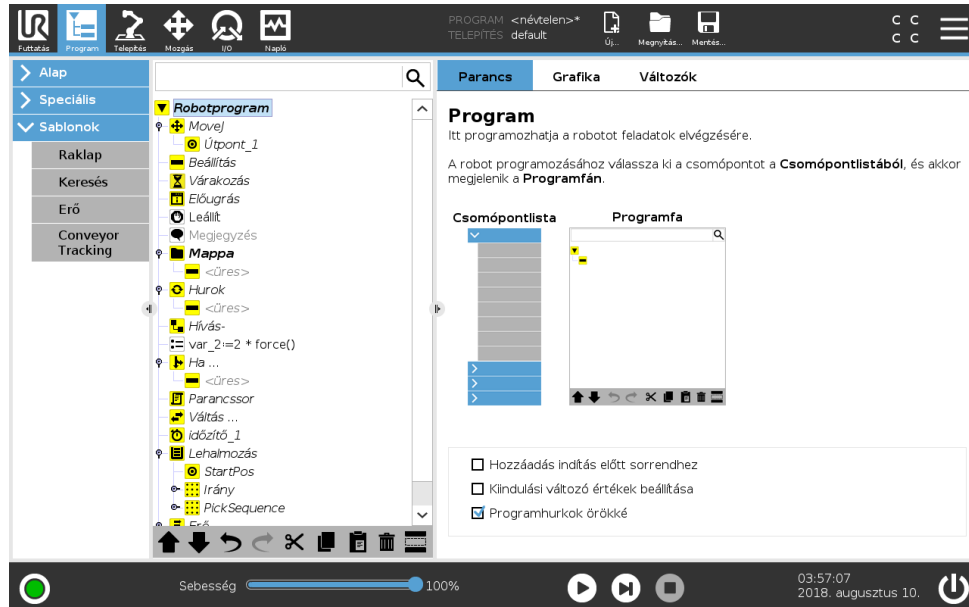 Futtatás
Program
Telepítés
Mozgás
I/O
Napló
PROGRAM <névtelen>*
TELEPÍTÉS default
Új...
Megnyitás...
Mentés...
C C
C C
Alap
Speciális
Sablonok
Raklap
Keresés
Erő
Conveyor
Tracking
Robotprogram
MoveJ
Útpont_1
Beállítás
Várakozás
Előugrás
Leállít
Megjegyzés
Mappa
<üres>
Hurok
<üres>
Hívás-
var_2:=2 * force()
Ha ...
<üres>
Parancssor
Váltás ...
időzítő_1
Lehalmozás
StartPos
Irány
PickSequence
Erő
Parancs
Grafika
Változók
Program
Itt programozhatja a robotot feladatok elvégzésére.
A robot programozásához válassza ki a csomópontot a Csomópontlistából, és akkor
megjelenik a Programfán.
Csomópontlista
Programfa
Hozzáadás indítás előtt sorrendhez
Kiindulási változó értékek beállítása
Programhurkok örökké
Sebesség
100%
03:57:07
2018. augusztus 10.